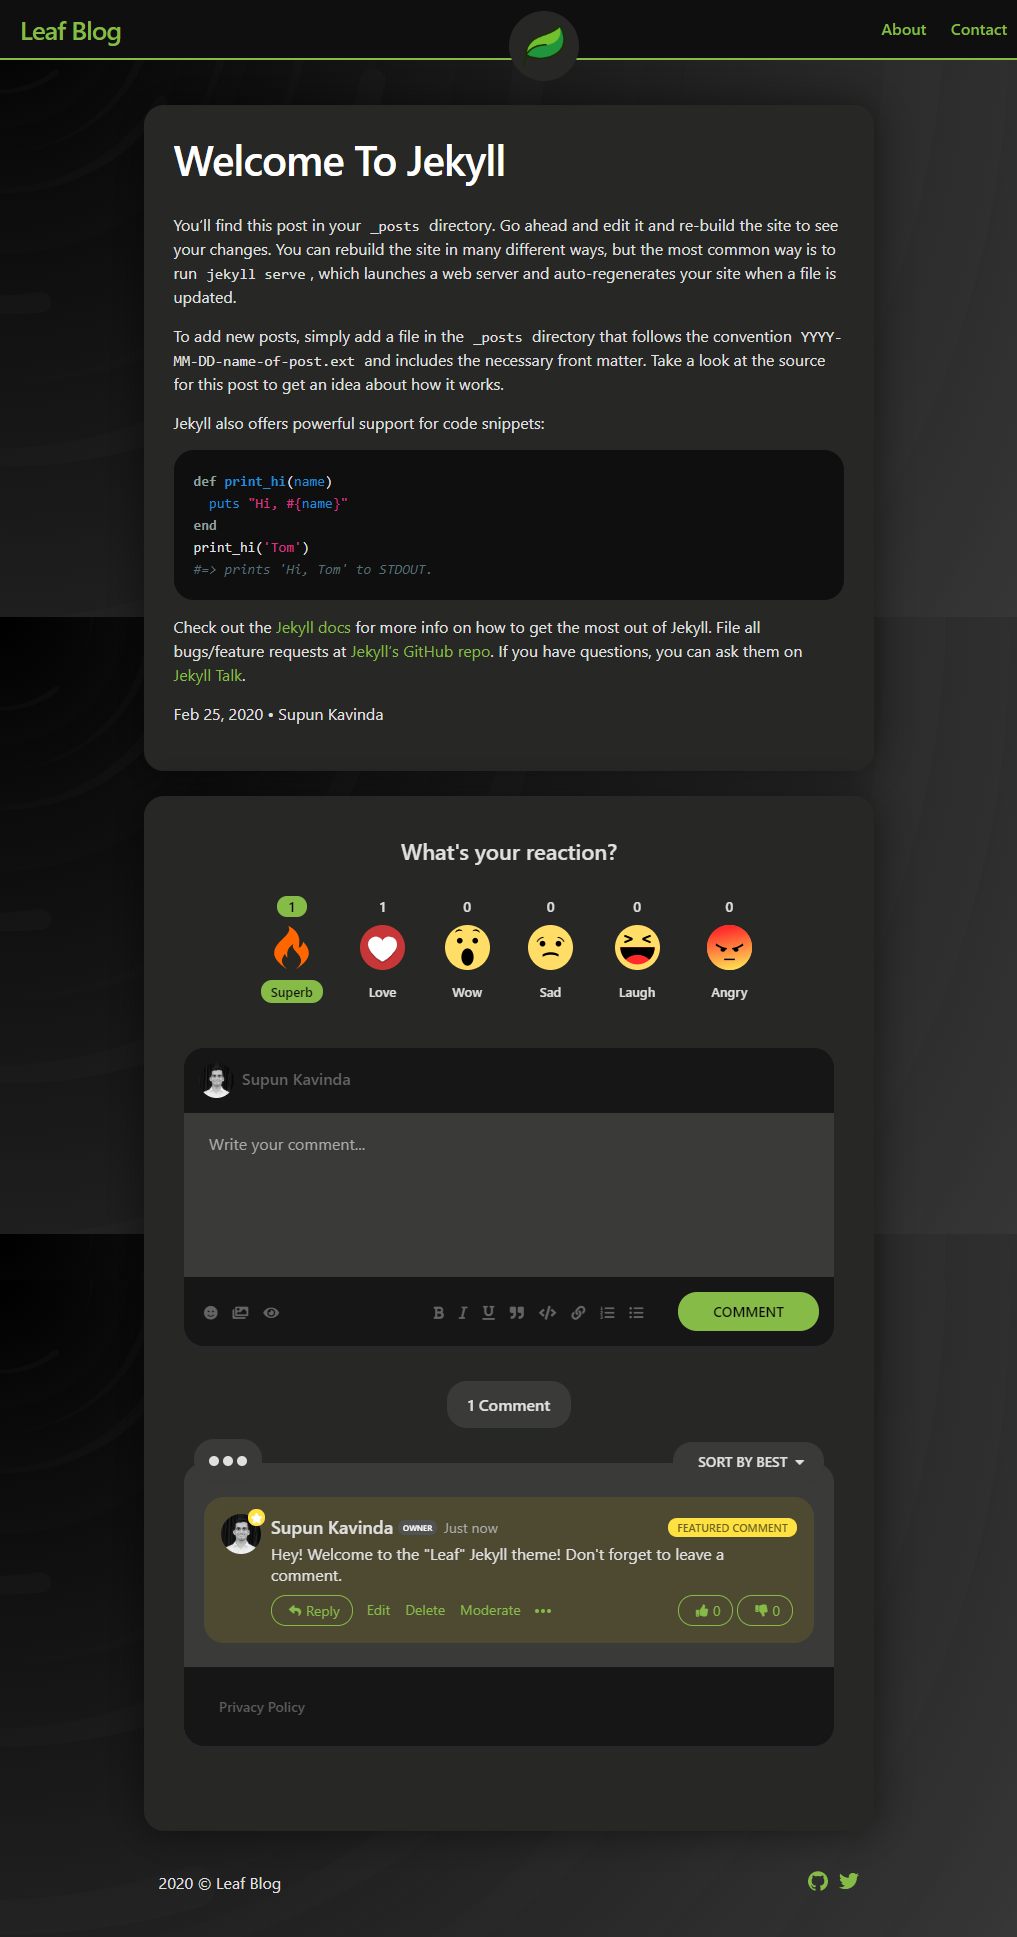 Leaf Blog
About Contact
Welcome To Jekyll
You’ll find this post in your _posts directory. Go ahead and edit it and re-build the site to see
your changes. You can rebuild the site in many different ways, but the most common way is to
run jekyll serve, which launches a web server and auto-regenerates your site when a file is
updated.
To add new posts, simply add a file in the _posts directory that follows the convention YYYY-
MM-DD-name-of-post.ext and includes the necessary front matter. Take a look at the source
for this post to get an idea about how it works.
Jekyll also offers powerful support for code snippets:
def print_hi(name)
  puts "Hi, #{name}"
end
print_hi('Tom')
#=> prints 'Hi, Tom' to STDOUT.
Check out the Jekyll docs for more info on how to get the most out of Jekyll. File all
bugs/feature requests at Jekyll’s GitHub repo. If you have questions, you can ask them on
Jekyll Talk.
Feb 25, 2020 • Supun Kavinda
What's your reaction?
1 1 0 0 0 0
Superb Love Wow Sad Laugh Angry
Supun Kavinda
Write your comment...
B I U COMMENT
1 Comment
SORT BY BEST
Supun Kavinda OWNER Just now FEATURED COMMENT
Hey! Welcome to the "Leaf" Jekyll theme! Don't forget to leave a
comment.
Reply Edit Delete Moderate 0 0
Privacy Policy
2020 © Leaf Blog